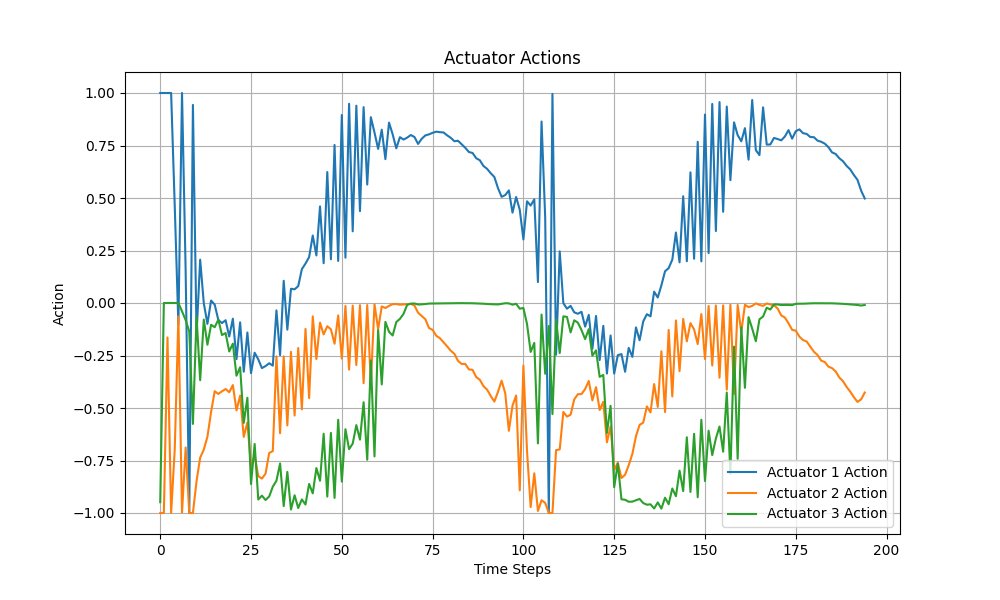 Actuator Actions
1.00
0.75
0.50
0.25
0.00
−0.25
−0.50
−0.75
−1.00
Action
0 25 50 75 100 125 150 175 200
Time Steps
Actuator 1 Action
Actuator 2 Action
Actuator 3 Action